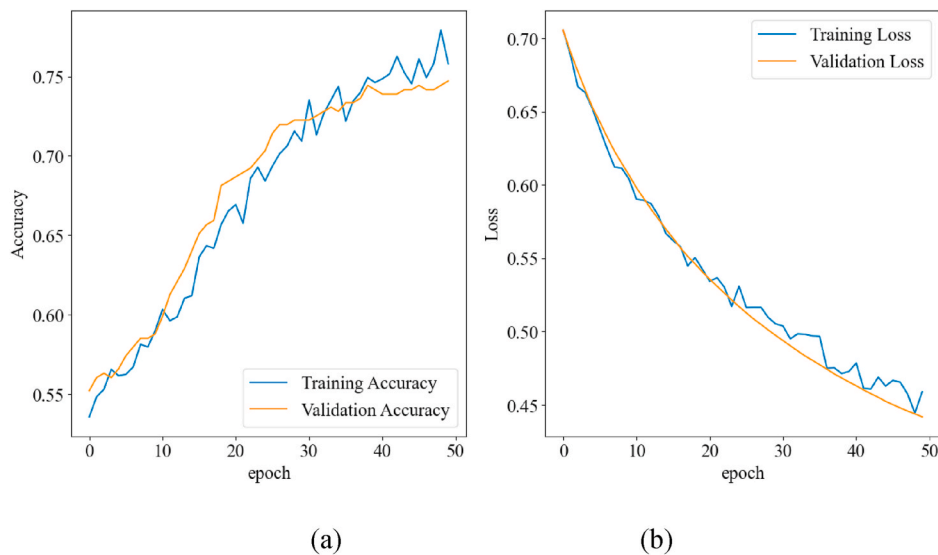 0.75
0.70
0.65
0.60
0.55
Accuracy
Training Accuracy
Validation Accuracy
0 10 20 30 40 50
epoch
(a)
Training Loss
Validation Loss
0.70
0.65
0.60
0.55
0.50
0.45
Loss
0 10 20 30 40 50
epoch
(b)